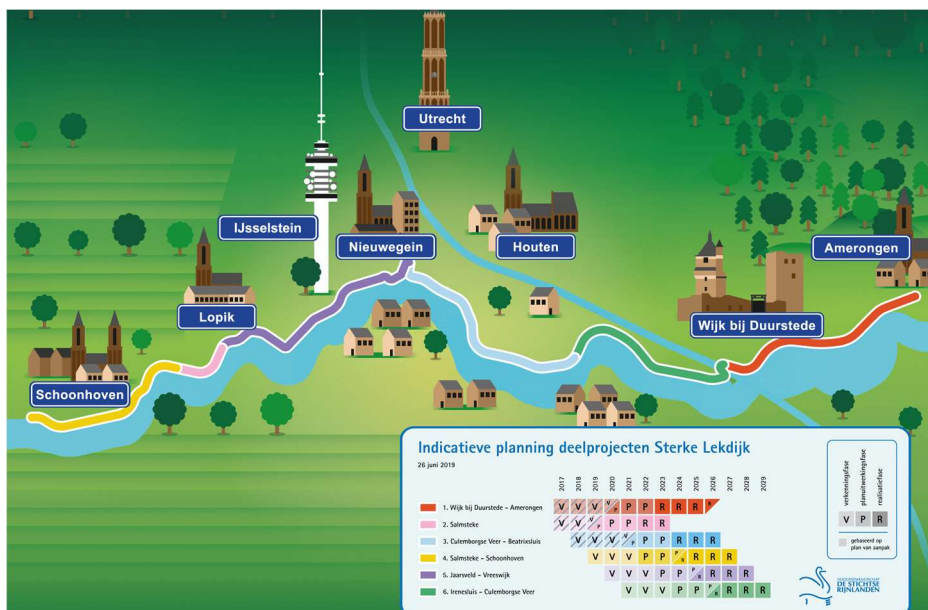 Utrecht
IJsselstein
Nieuwegein
Houten
Amerongen
Lopik
Wijk bij Duurstede
Schoonhoven
Indicatieve planning deelprojecten Sterke Lekdijk
26 juni 2019
2017 2018 2019 2020 2021 2022 2023 2024 2025 2026 2027 2028 2029
1. Wijk bij Duurstede - Amerongen V V V V P P P R R R R
2. Salmsteke V V V P P P R R
3. Culemborgse Veer - Beatrixsluis V V V V P P P R R R
4. Salmsteke - Schoonhoven V V V P P P R R R R
5. Jaarsveld - Vreeswijk V V V P P P R R R R
6. Irenesluis - Culemborgse Veer V V V P P P R R R R
verkenningsfase planuitwerkingsfase realisatiefase
V P R
gebaseerd op
plan van aanpak
HOOGHEEMRAADSCHAP
DE STICHTSE
RIJNLANDEN